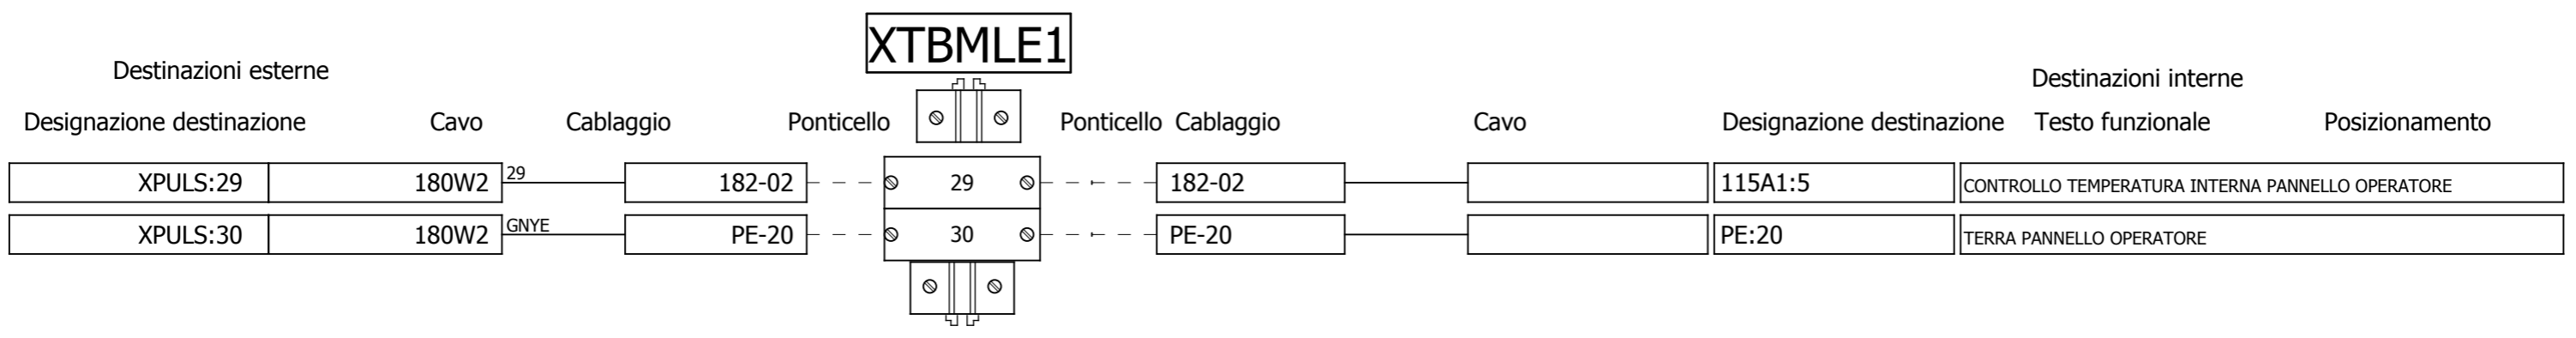 XTBMLE1
Destinazioni esterne
Destinazioni interne
Designazione destinazione Cavo Cablaggio Ponticello Ponticello Cablaggio Cavo Designazione destinazione Testo funzionale Posizionamento
XPULS:29 180W2 29 182-02 29 182-02 115A1:5 CONTROLLO TEMPERATURA INTERNA PANNELLO OPERATORE
XPULS:30 180W2 GNYE PE-20 30 PE-20 PE:20 TERRA PANNELLO OPERATORE